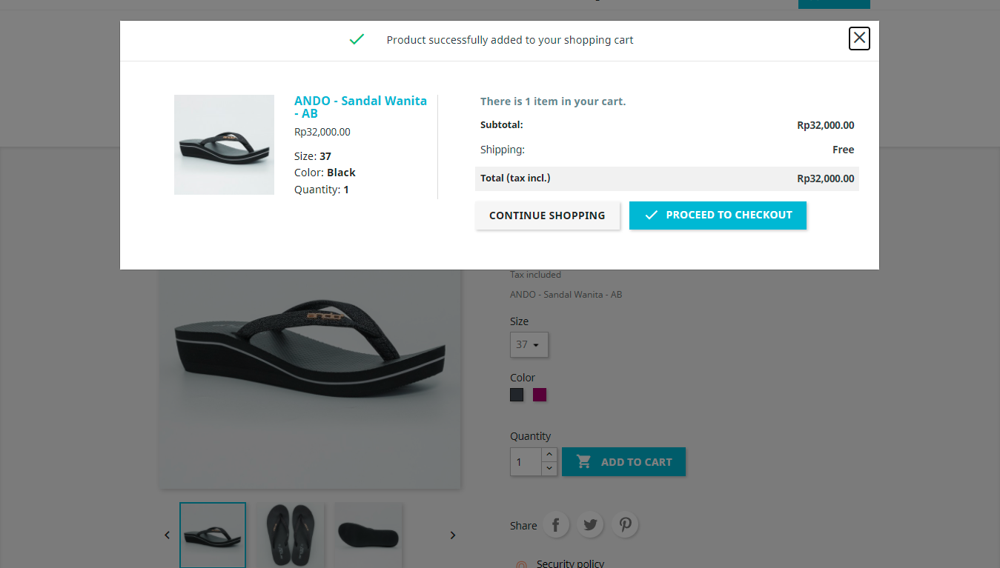 Product successfully added to your shopping cart
ANDO - Sandal Wanita
- AB
Rp32,000.00
Size: 37
Color: Black
Quantity: 1
There is 1 item in your cart.
Subtotal: Rp32,000.00
Shipping: Free
Total (tax incl.) Rp32,000.00
CONTINUE SHOPPING
PROCEED TO CHECKOUT
Tax included
ANDO - Sandal Wanita - AB
Size
37
Color
Quantity
1
ADD TO CART
Share
Security policy
ando